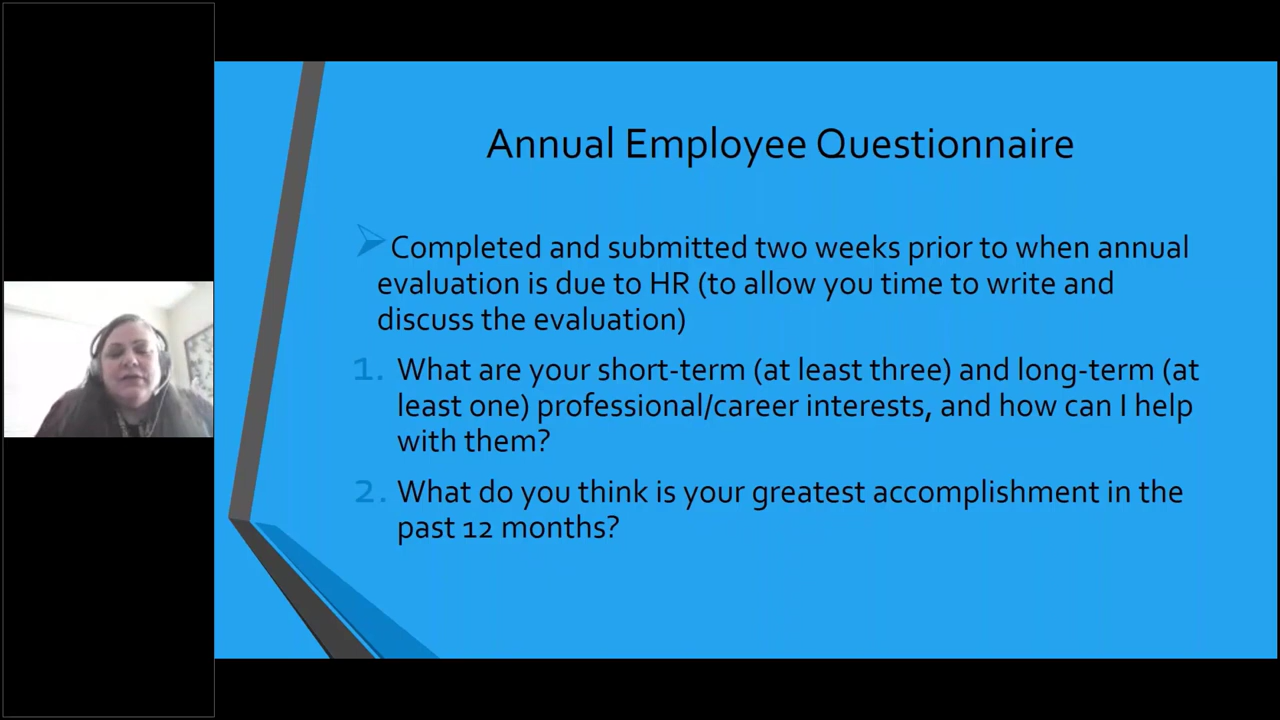 Annual Employee Questionnaire
Completed and submitted two weeks prior to when annual
evaluation is due to HR (to allow you time to write and
discuss the evaluation)
1. What are your short-term (at least three) and long-term (at
least one) professional/career interests, and how can I help
with them?
2. What do you think is your greatest accomplishment in the
past 12 months?